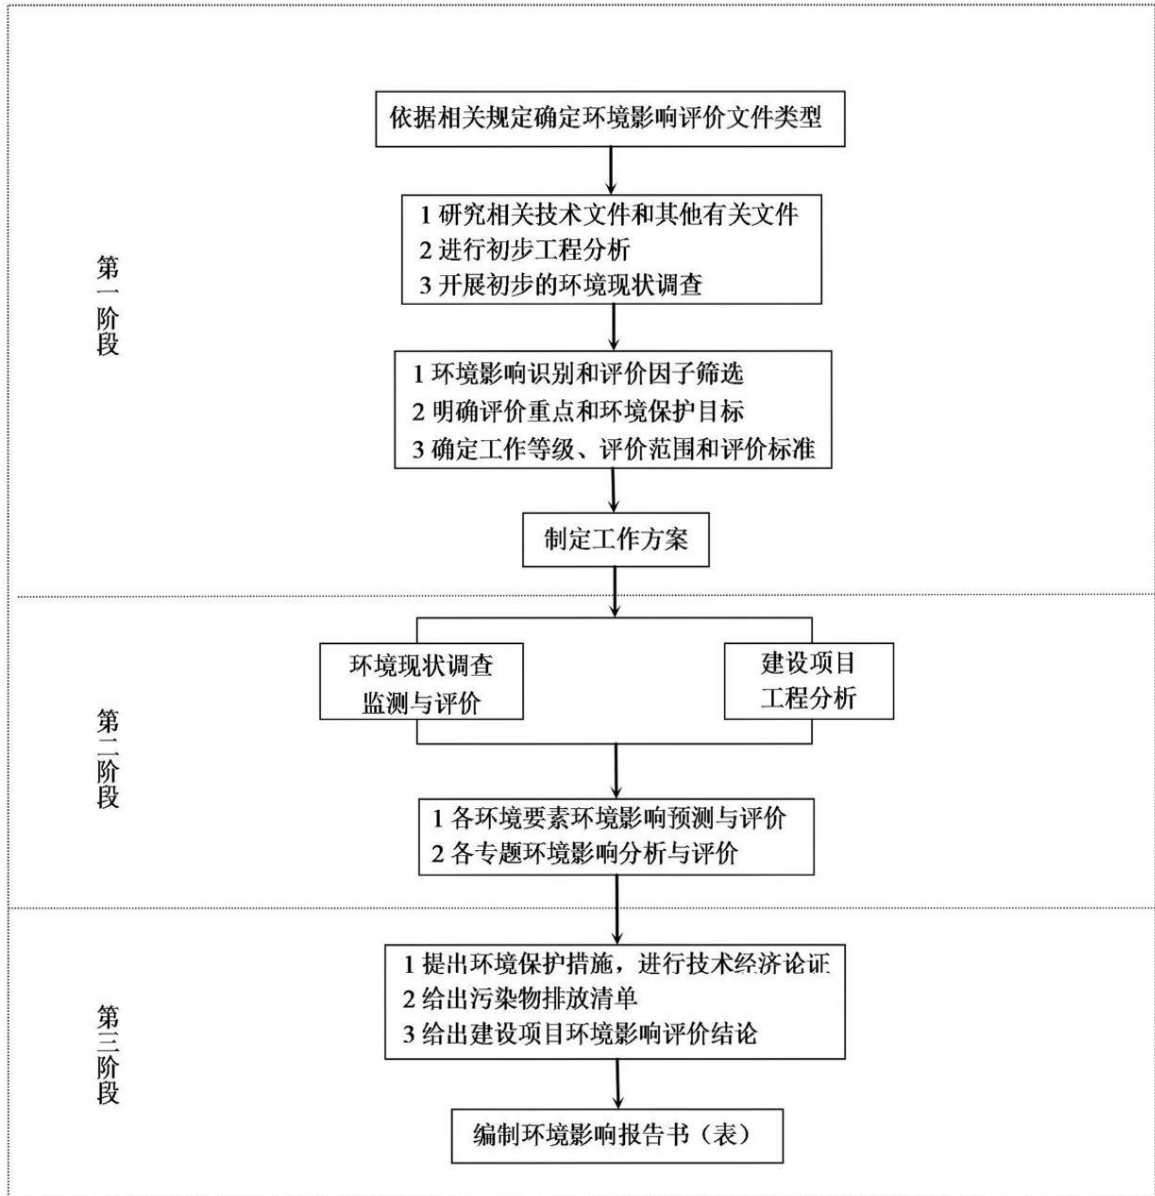 依据相关规定确定环境影响评价文件类型
1 研究相关技术文件和其他有关文件
2 进行初步工程分析
3 开展初步的环境现状调查
第一阶段
1 环境影响识别和评价因子筛选
2 明确评价重点和环境保护目标
3 确定工作等级、评价范围和评价标准
制定工作方案
环境现状调查
监测与评价
建设项目
工程分析
第二阶段
1 各环境要素环境影响预测与评价
2 各专题环境影响分析与评价
1 提出环境保护措施，进行技术经济论证
2 给出污染物排放清单
3 给出建设项目环境影响评价结论
第三阶段
编制环境影响报告书（表）